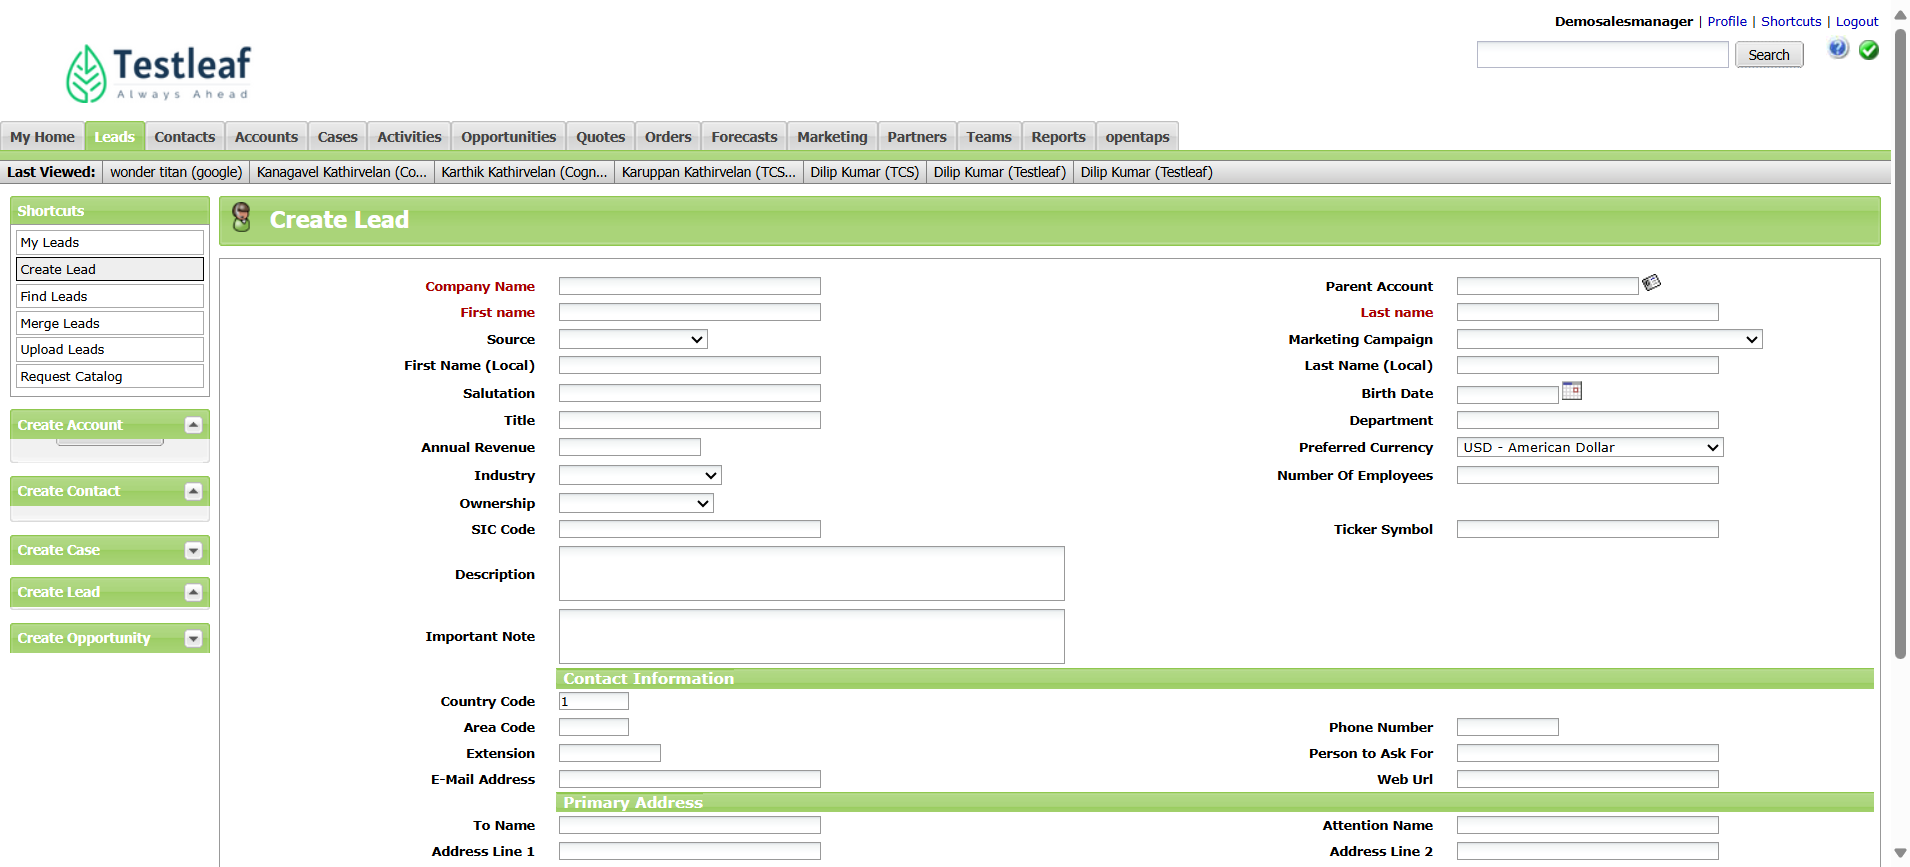 Demosalesmanager | Profile | Shortcuts | Logout
Testleaf
Always Ahead
Search
My Home Leads Contacts Accounts Cases Activities Opportunities Quotes Orders Forecasts Marketing Partners Teams Reports opentaps
Last Viewed: wonder titan (google) Kanagavel Kathirvelan (Co... Karthik Kathirvelan (Cogn... Karuppan Kathirvelan (TCS... Dilip Kumar (TCS) Dilip Kumar (Testleaf) Dilip Kumar (Testleaf)
Shortcuts
My Leads
Create Lead
Find Leads
Merge Leads
Upload Leads
Request Catalog
Create Account
Create Contact
Create Case
Create Lead
Create Opportunity
Create Lead
Company Name Parent Account
First name Last name
Source Marketing Campaign
First Name (Local) Last Name (Local)
Salutation Birth Date
Title Department
Annual Revenue Preferred Currency USD - American Dollar
Industry Number Of Employees
Ownership
SIC Code Ticker Symbol
Description
Important Note
Contact Information
Country Code 1
Area Code Phone Number
Extension Person to Ask For
E-Mail Address Web Url
Primary Address
To Name Attention Name
Address Line 1 Address Line 2